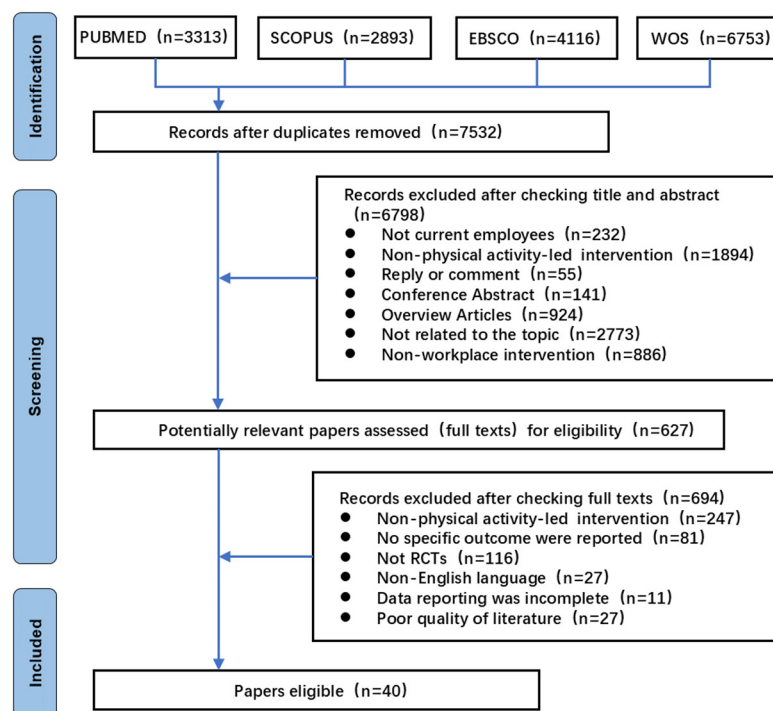 PUBMED (n=3313)
SCOPUS (n=2893)
EBSCO (n=4116)
WOS (n=6753)
Identification
Records after duplicates removed (n=7532)
Records excluded after checking title and abstract
(n=6798)
● Not current employees (n=232)
● Non-physical activity-led intervention (n=1894)
● Reply or comment (n=55)
● Conference Abstract (n=141)
● Overview Articles (n=924)
● Not related to the topic (n=2773)
● Non-workplace intervention (n=886)
Screening
Potentially relevant papers assessed (full texts) for eligibility (n=627)
Records excluded after checking full texts (n=694)
● Non-physical activity-led intervention (n=247)
● No specific outcome were reported (n=81)
● Not RCTs (n=116)
● Non-English language (n=27)
● Data reporting was incomplete (n=11)
● Poor quality of literature (n=27)
Included
Papers eligible (n=40)